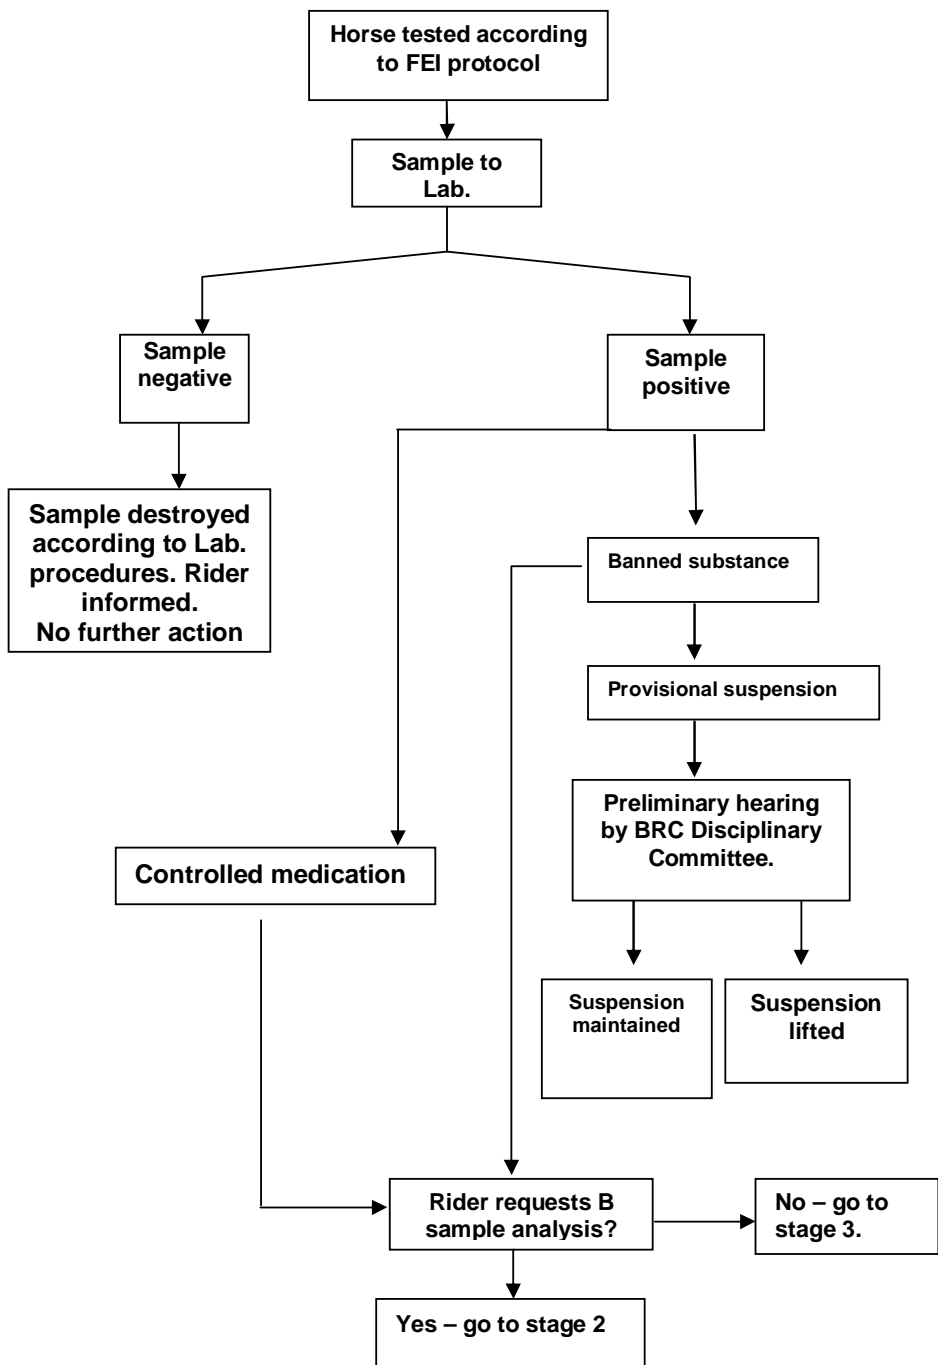 Horse tested according
to FEI protocol
Sample to
Lab.
Sample
negative
Sample
positive
Sample destroyed
according to Lab.
procedures. Rider
informed.
No further action
Banned substance
Provisional suspension
Preliminary hearing
by BRC Disciplinary
Committee.
Controlled medication
Suspension
maintained
Suspension
lifted
Rider requests B
sample analysis?
No – go to
stage 3.
Yes – go to stage 2